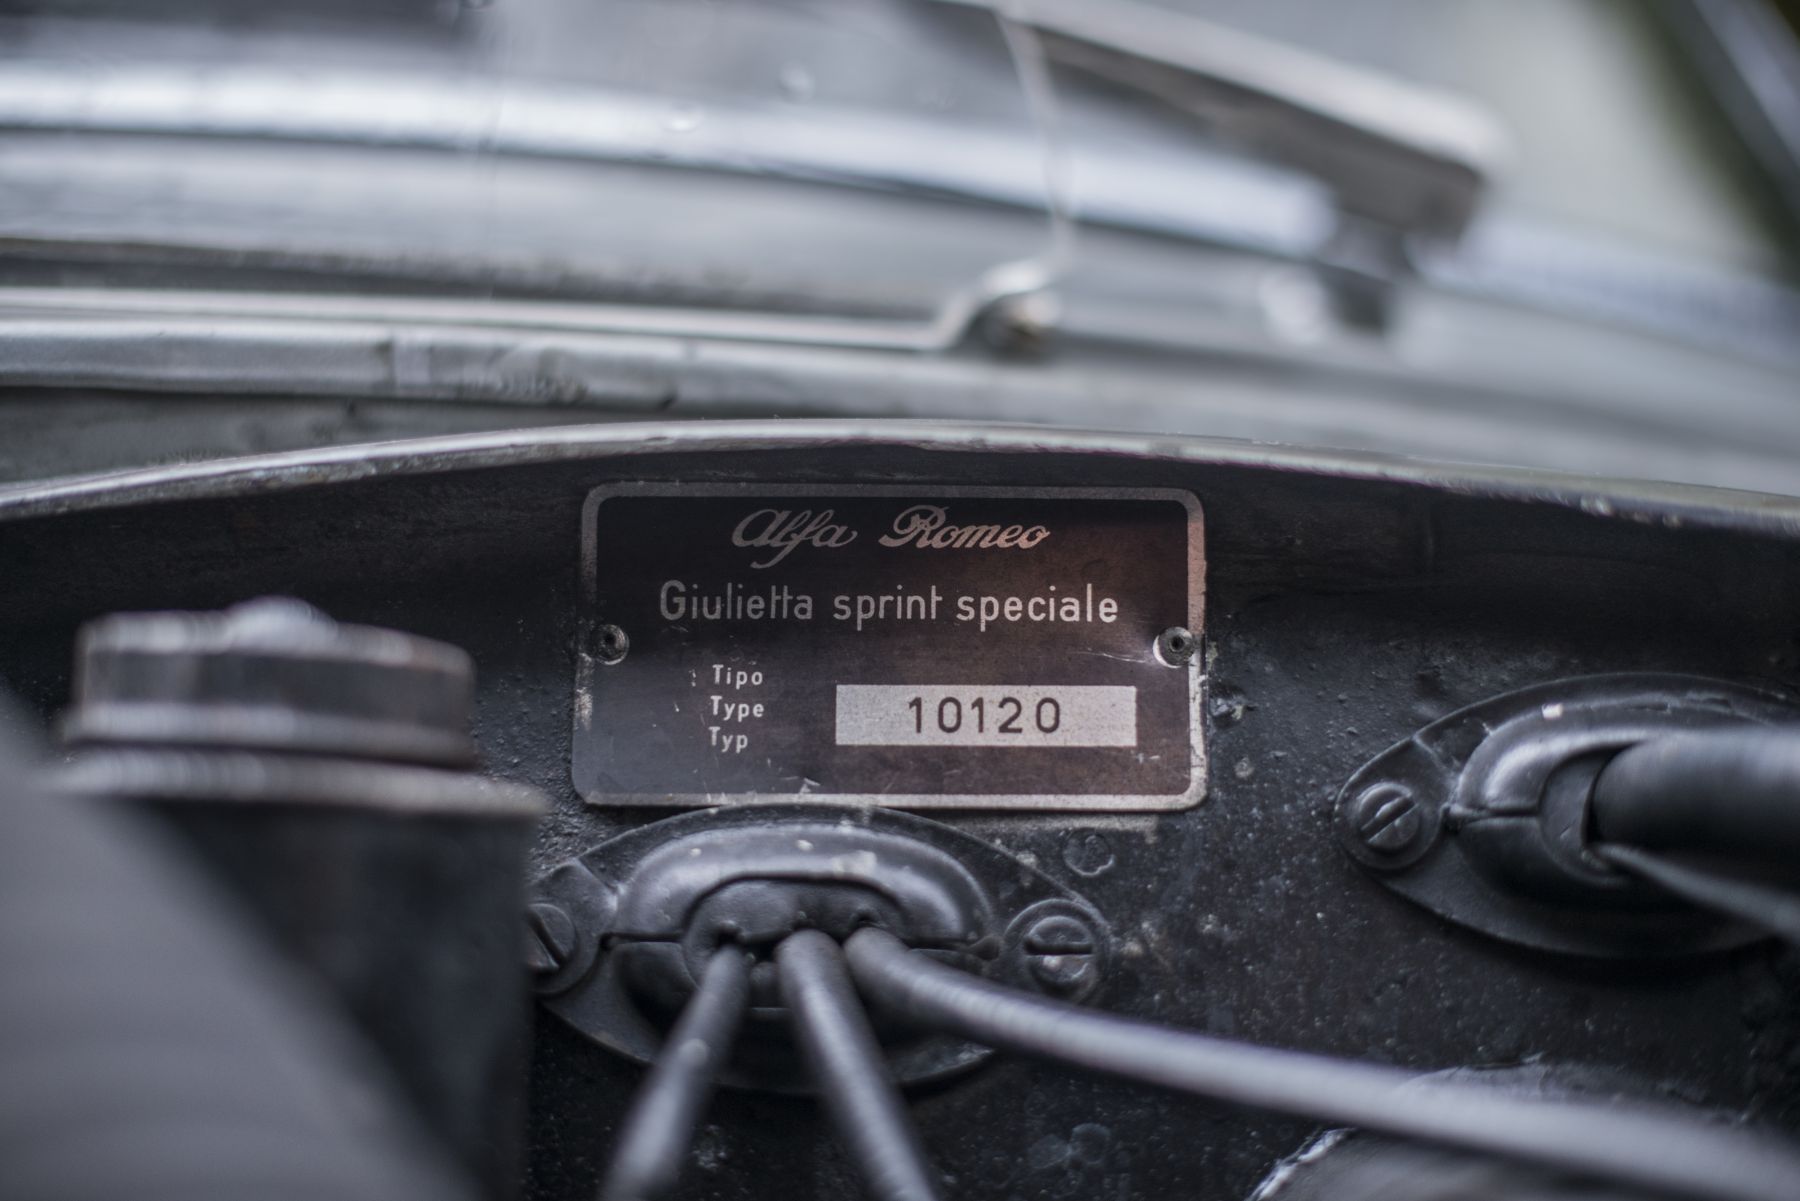 Alfa Romeo
Giulietta sprint speciale
Tipo
Type
Typ
10120